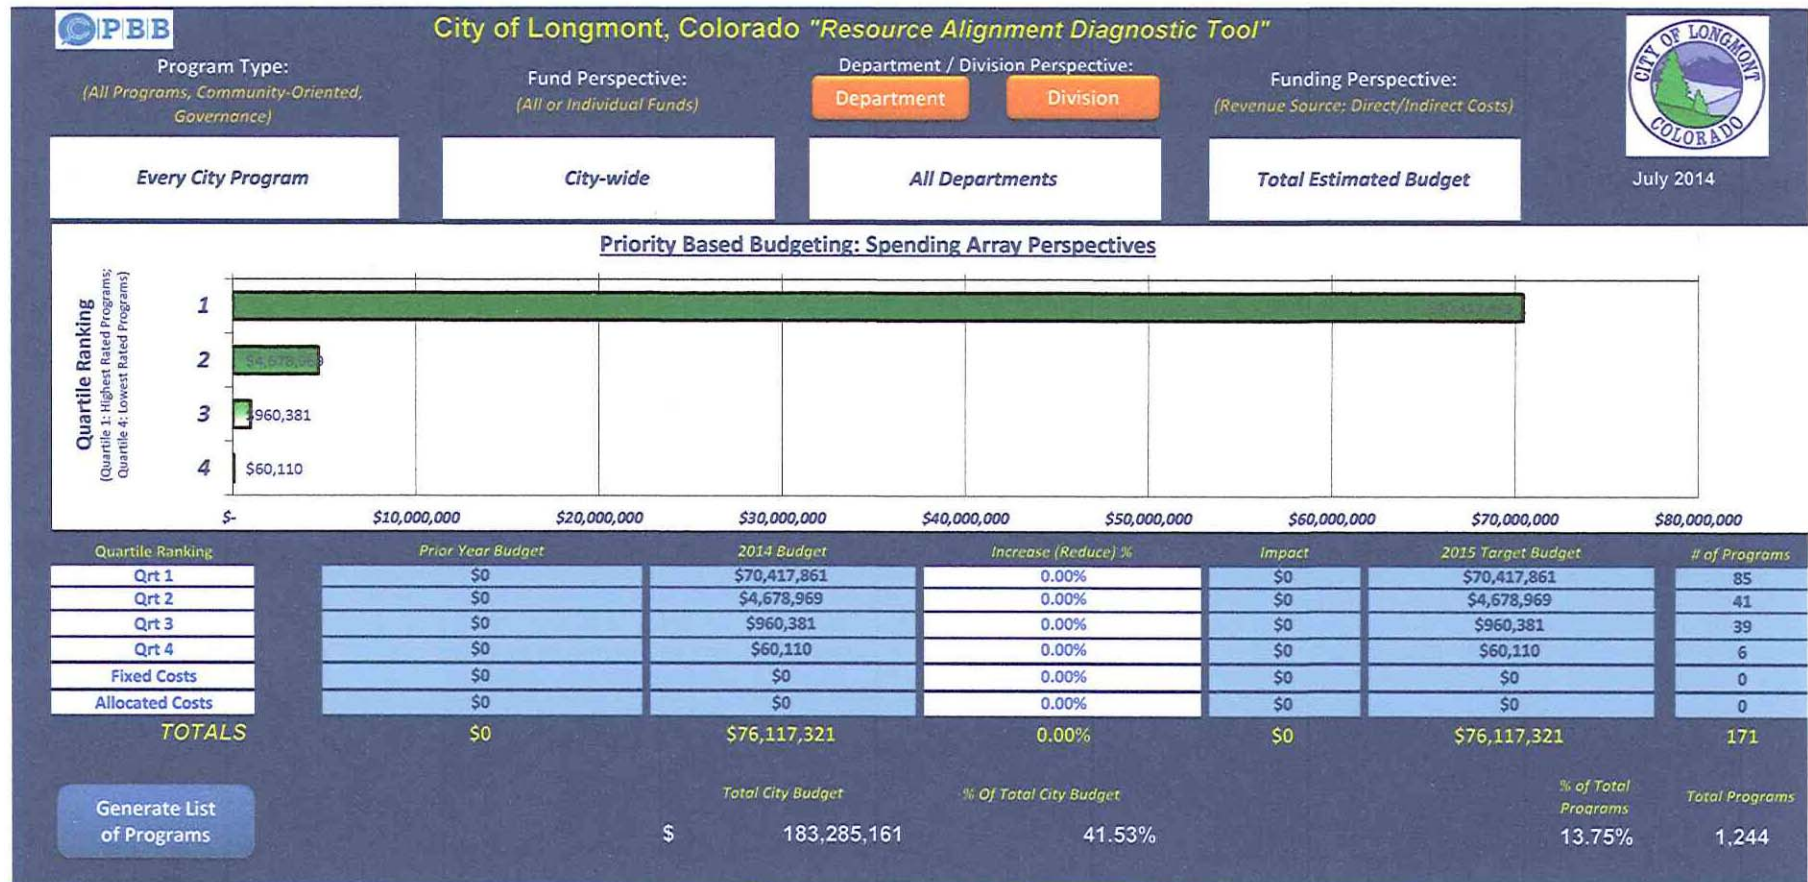 PBB
City of Longmont, Colorado "Resource Alignment Diagnostic Tool"
Program Type:
(All Programs, Community-Oriented,
Governance)
Fund Perspective:
(All or Individual Funds)
Department / Division Perspective:
Department Division
Funding Perspective:
(Revenue Source; Direct/Indirect Costs)
CITY OF LONGMONT
COLORADO
Every City Program City-wide All Departments Total Estimated Budget July 2014
Priority Based Budgeting: Spending Array Perspectives
Quartile Ranking
(Quartile 1: Highest Rated Programs;
Quartile 4: Lowest Rated Programs)
1
2 $4,678,969
3 $960,381
4 $60,110
$- $10,000,000 $20,000,000 $30,000,000 $40,000,000 $50,000,000 $60,000,000 $70,000,000 $80,000,000
Quartile Ranking Prior Year Budget 2014 Budget Increase (Reduce) % Impact 2015 Target Budget # of Programs
Qrt 1 $0 $70,417,861 0.00% $0 $70,417,861 85
Qrt 2 $0 $4,678,969 0.00% $0 $4,678,969 41
Qrt 3 $0 $960,381 0.00% $0 $960,381 39
Qrt 4 $0 $60,110 0.00% $0 $60,110 6
Fixed Costs $0 $0 0.00% $0 $0 0
Allocated Costs $0 $0 0.00% $0 $0 0
TOTALS $0 $76,117,321 0.00% $0 $76,117,321 171
Generate List
of Programs
Total City Budget % Of Total City Budget % of Total
Programs Total Programs
$ 183,285,161 41.53% 13.75% 1,244